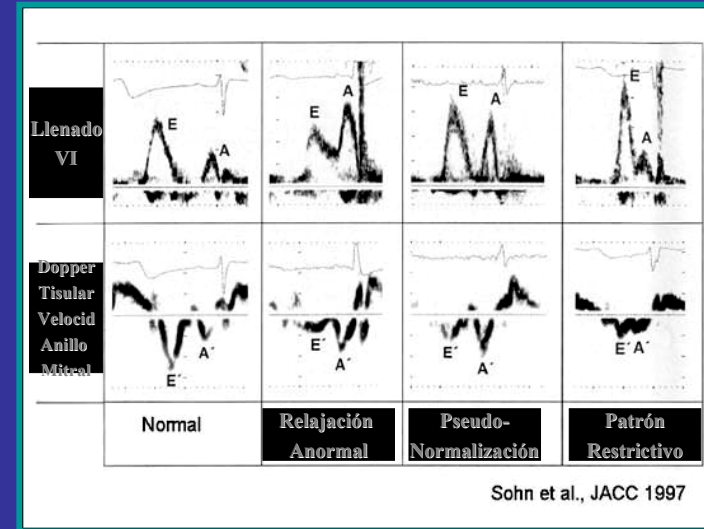 Llenado
VI
E
A
E
A
E
A
E
A
Dopper
Tisular
Velocid
Anillo
Mitral
E´
A´
E´
A´
E´
A´
E´ A´
Normal
Relajación
Anormal
Pseudo-
Normalización
Patrón
Restrictivo
Sohn et al., JACC 1997